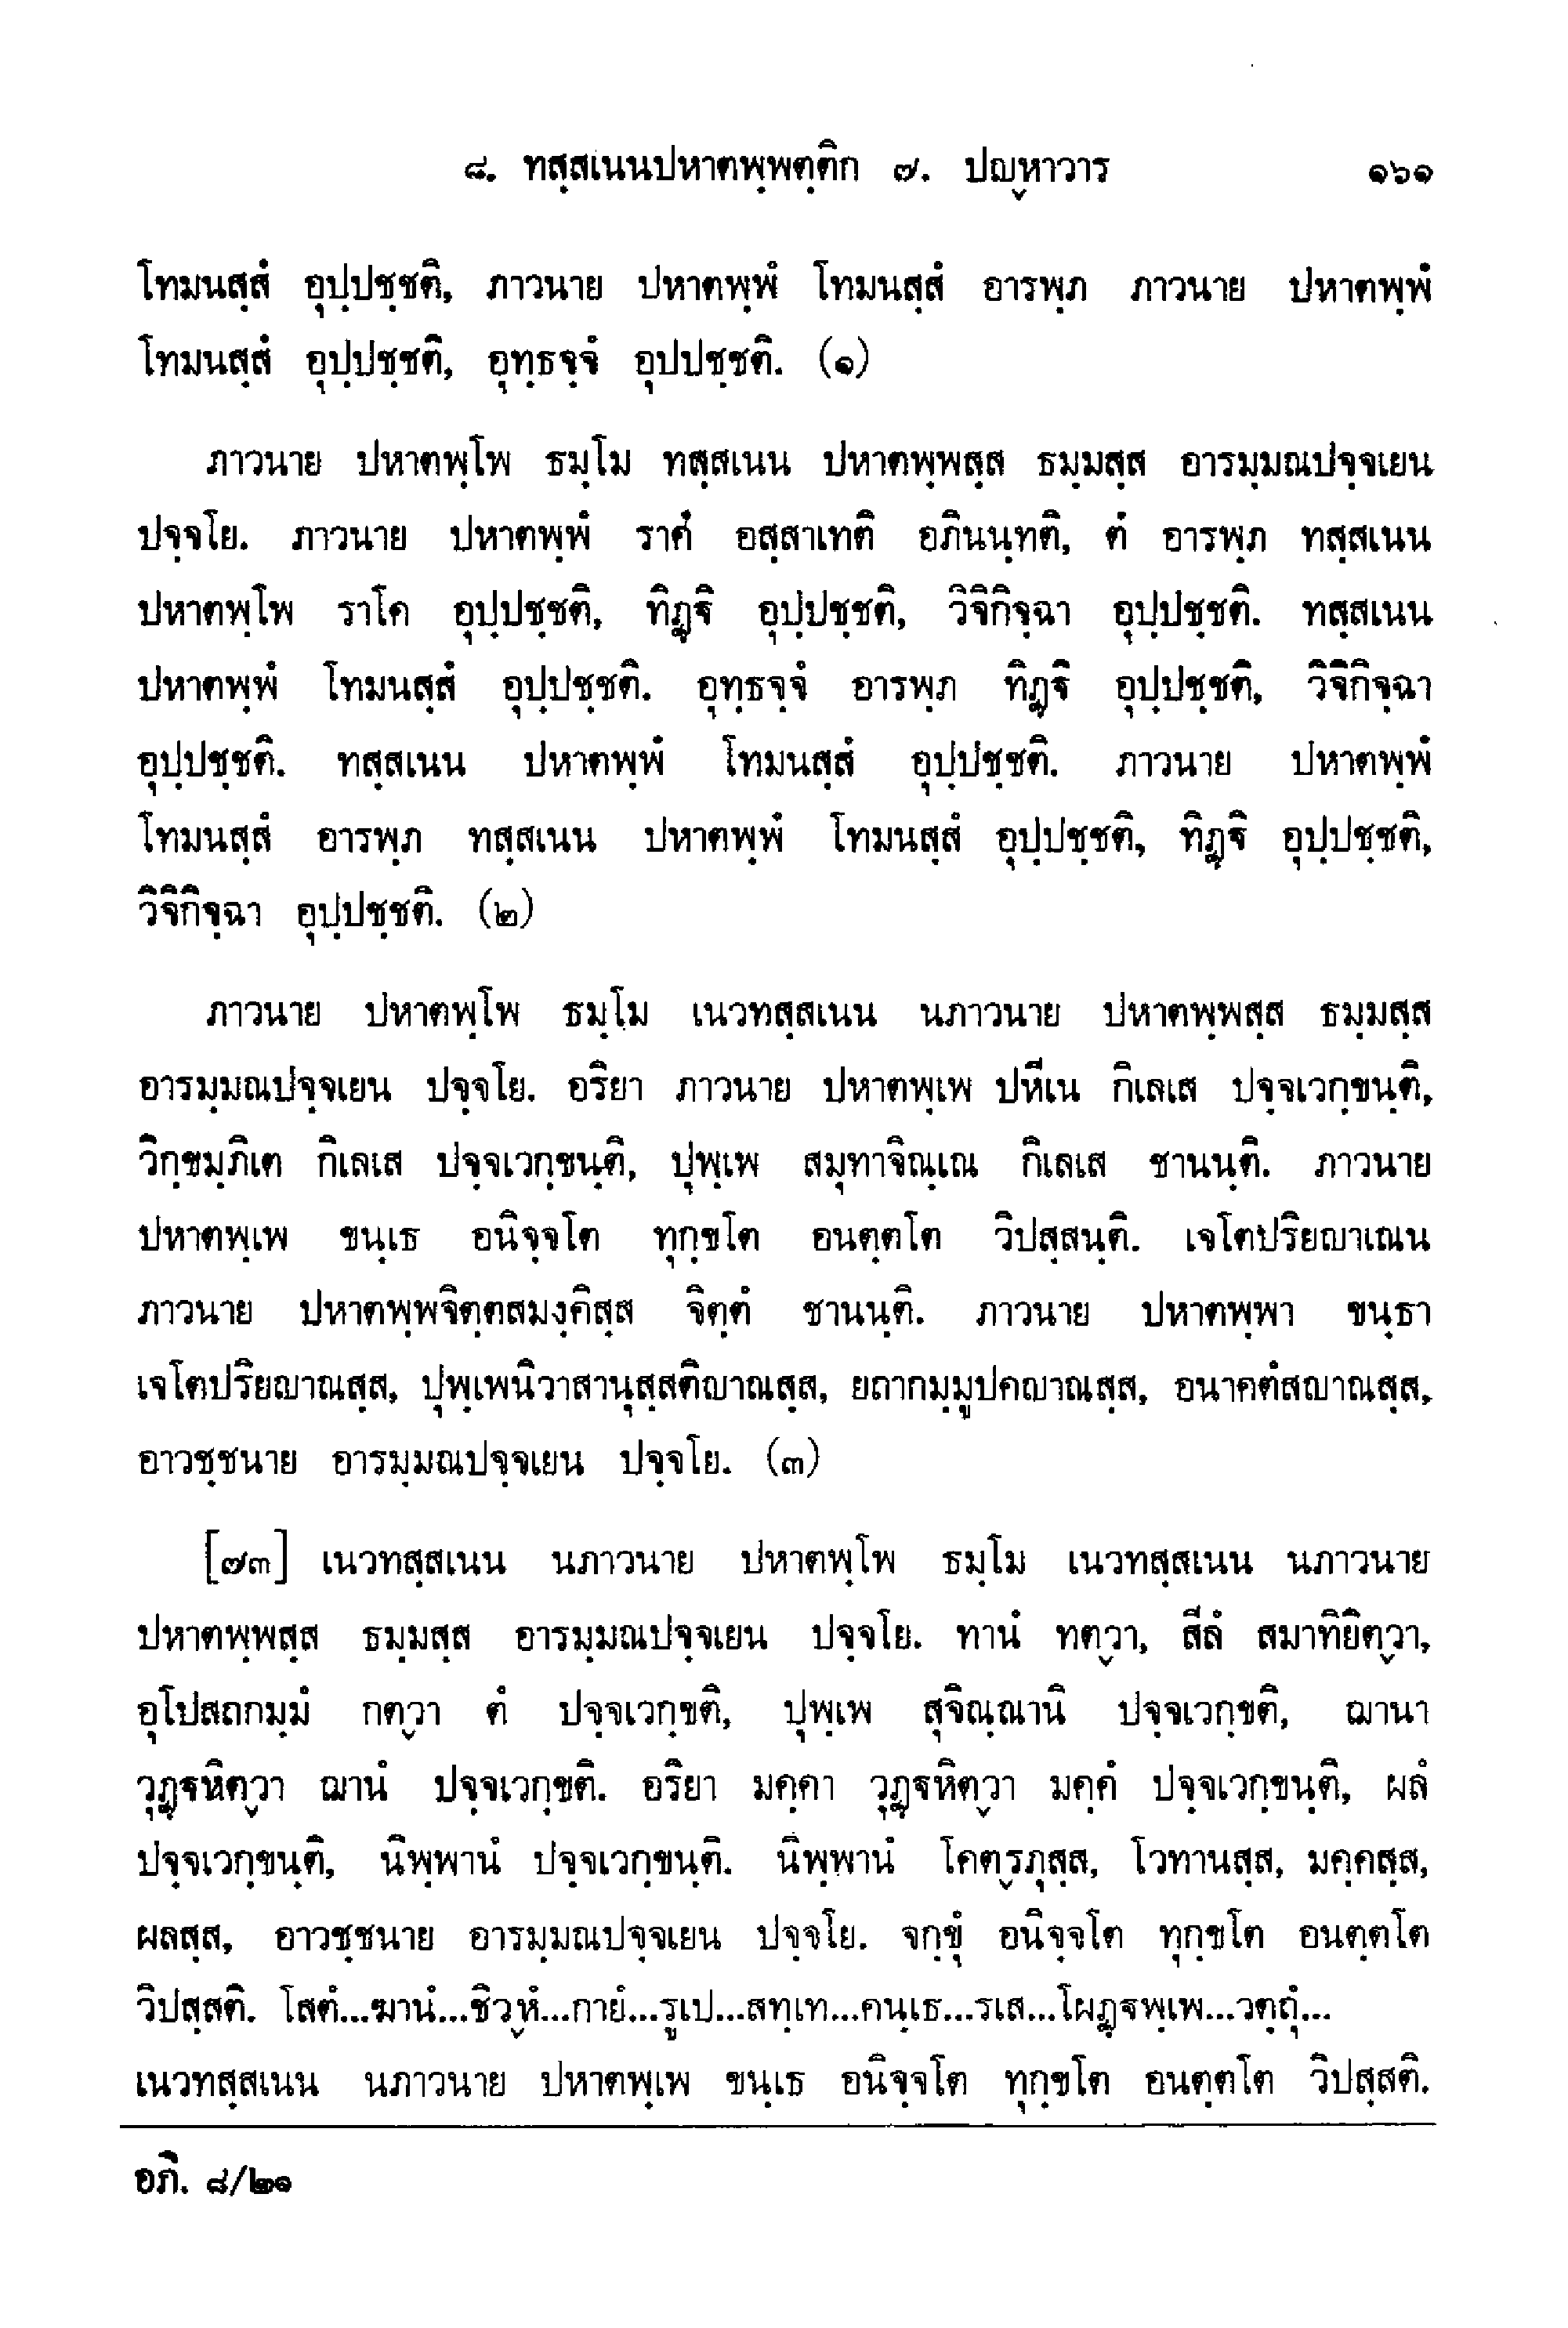 ๘. ทสฺสเนนปหาตพฺพตฺติก ๗. ปญฺหาวาร ๑๖๑
โทมนสฺสํ อุปฺปชฺชติ, ภาวนาย ปหาตพฺพํ โทมนสฺสํ อารพฺภ ภาวนาย ปหาตพฺพํ
โทมนสฺสํ อุปฺปชฺชติ, อุทฺธจฺจํ อุปปชฺชติ. (๑)
ภาวนาย ปหาตพฺโพ ธมฺโม ทสฺสเนน ปหาตพฺพสฺส ธมฺมสฺส อารมฺมณปจฺจเยน
ปจฺจโย. ภาวนาย ปหาตพฺพํ ราคํ อสฺสาเทติ อภินนฺทติ, ตํ อารพฺภ ทสฺสเนน
ปหาตพฺโพ ราโค อุปฺปชฺชติ, ทิฏฺฐิ อุปฺปชฺชติ, วิจิกิจฺฉา อุปฺปชฺชติ. ทสฺสเนน
ปหาตพฺพํ โทมนสฺสํ อุปฺปชฺชติ. อุทฺธจฺจํ อารพฺภ ทิฏฺฐิ อุปฺปชฺชติ, วิจิกิจฺฉา
อุปฺปชฺชติ. ทสฺสเนน ปหาตพฺพํ โทมนสฺสํ อุปฺปชฺชติ. ภาวนาย ปหาตพฺพํ
โทมนสฺสํ อารพฺภ ทสฺสเนน ปหาตพฺพํ โทมนสฺสํ อุปฺปชฺชติ, ทิฏฺฐิ อุปฺปชฺชติ,
วิจิกิจฺฉา อุปฺปชฺชติ. (๒)
ภาวนาย ปหาตพฺโพ ธมฺโม เนวทสฺสเนน นภาวนาย ปหาตพฺพสฺส ธมฺมสฺส
อารมฺมณปจฺจเยน ปจฺจโย. อริยา ภาวนาย ปหาตพฺเพ ปหีเน กิเลเส ปจฺจเวกฺขนฺติ,
วิกฺขมฺภิเต กิเลเส ปจฺจเวกฺขนฺติ, ปุพฺเพ สมุทาจิณฺเณ กิเลเส ชานนฺติ. ภาวนาย
ปหาตพฺเพ ขนฺเธ อนิจฺจโต ทุกฺขโต อนตฺตโต วิปสฺสนฺติ. เจโตปริยญาเณน
ภาวนาย ปหาตพฺพจิตฺตสมงฺคิสฺส จิตฺตํ ชานนฺติ. ภาวนาย ปหาตพฺพา ขนฺธา
เจโตปริยญาณสฺส, ปุพฺเพนิวาสานุสฺสติญาณสฺส, ยถากมฺมูปคญาณสฺส, อนาคตํสญาณสฺส,
อาวชฺชนาย อารมฺมณปจฺจเยน ปจฺจโย. (๓)
[๗๓] เนวทสฺสเนน นภาวนาย ปหาตพฺโพ ธมฺโม เนวทสฺสเนน นภาวนาย
ปหาตพฺพสฺส ธมฺมสฺส อารมฺมณปจฺจเยน ปจฺจโย. ทานํ ทตฺวา, สีลํ สมาทิยิตฺวา,
อุโปสถกมฺมํ กตฺวา ตํ ปจฺจเวกฺขติ, ปุพฺเพ สุจิณฺณานิ ปจฺจเวกฺขติ, ฌานา
วุฏฺฐหิตฺวา ฌานํ ปจฺจเวกฺขติ. อริยา มคฺคา วุฏฺฐหิตฺวา มคฺคํ ปจฺจเวกฺขนฺติ, ผลํ
ปจฺจเวกฺขนฺติ, นิพฺพานํ ปจฺจเวกฺขนฺติ. นิพฺพานํ โคตฺรภุสฺส, โวทานสฺส, มคฺคสฺส,
ผลสฺส, อาวชฺชนาย อารมฺมณปจฺจเยน ปจฺจโย. จกฺขุํ อนิจฺจโต ทุกฺขโต อนตฺตโต
วิปสฺสติ. โสตํ...ฆานํ...ชิวฺหํ...กายํ...รูเป...สทฺเท...คนฺเธ...รเส...โผฏฺฐพฺเพ...วตฺถุํ...
เนวทสฺสเนน นภาวนาย ปหาตพฺเพ ขนฺเธ อนิจฺจโต ทุกฺขโต อนตฺตโต วิปสฺสติ.
อภิ. ๘/๒๑